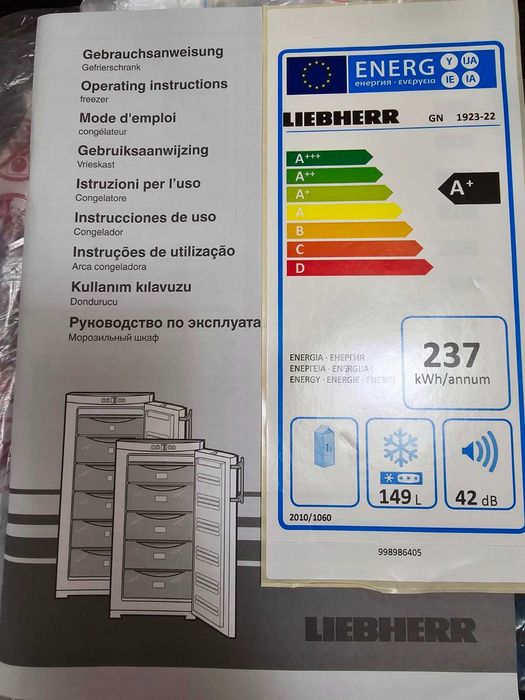 Gebrauchsanweisung
Gefrierschrank
Operating instructions
freezer
Mode d'emploi
congélateur
Gebruiksaanwijzing
Vrieskast
Istruzioni per l'uso
Congelatore
Instrucciones de uso
Congelador
Instruções de utilização
Arca congeladora
Kullanım kılavuzu
Dondurucu
Руководство по эксплуата
Морозильный шкаф
LIEBHERR
ENERG
енергия · ενεργεια
Y
IJA
IE
IA
LIEBHERR
GN 1923-22
A+++
A++
A+
A
B
C
D
A+
ENERGIA · ЕНЕРГИЯ
ΕΝΕΡΓΕΙΑ · ENERGIJA
ENERGY · ENERGIE · ENERGI
237
kWh/annum
149 L
42 dB
2010/1060
998986405